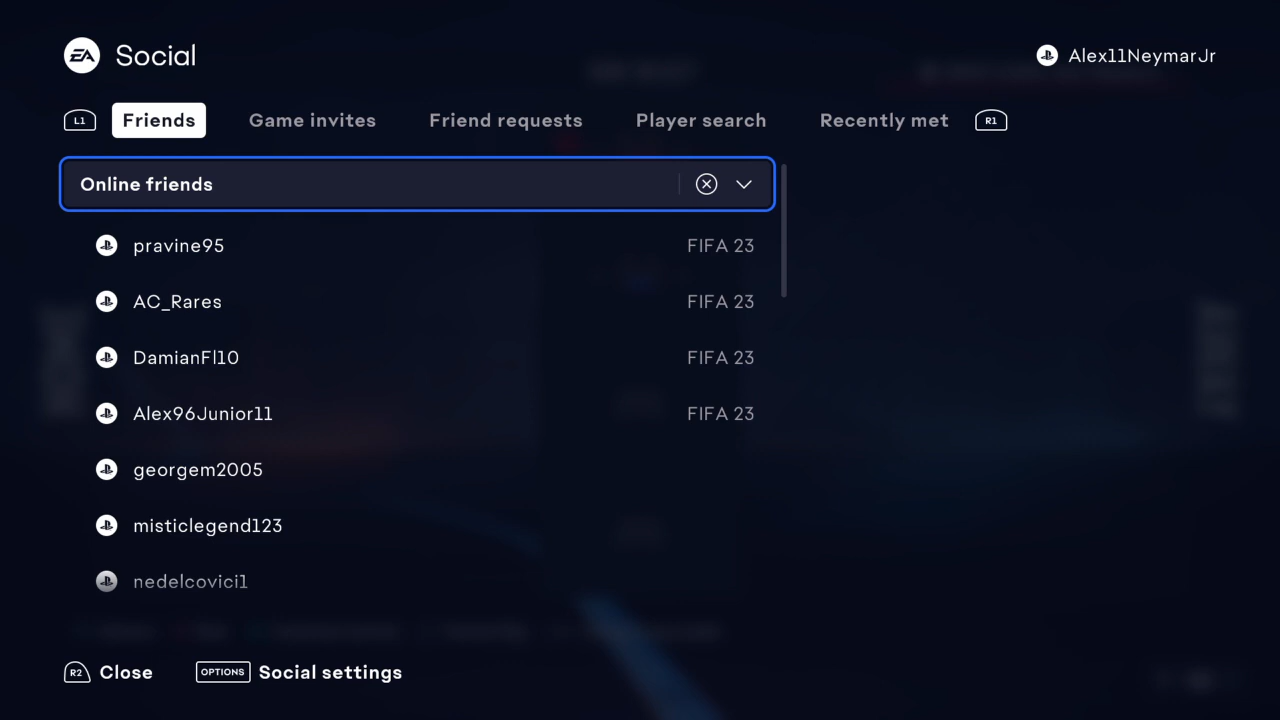 EA Social
Alex11NeymarJr
L1 Friends Game invites Friend requests Player search Recently met R1
Online friends
pravine95 FIFA 23
AC_Rares FIFA 23
DamianFl10 FIFA 23
Alex96Junior11 FIFA 23
georgem2005
misticlegend123
nedelcovici1
R2 Close OPTIONS Social settings